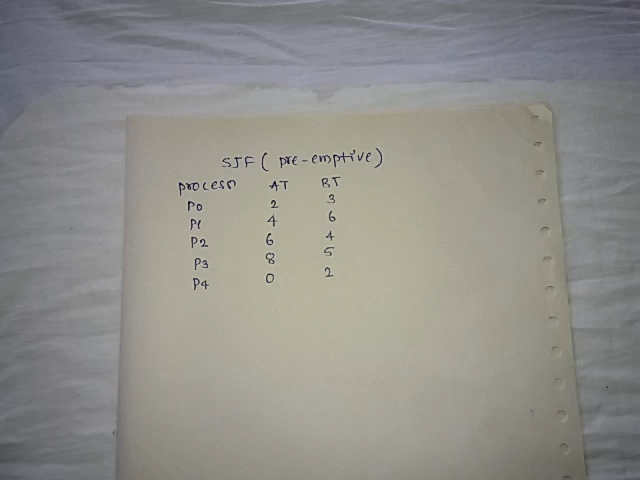 SJF ( pre-emptive)
process AT BT
P0 2 3
P1 4 6
P2 6 4
P3 8 5
P4 0 2